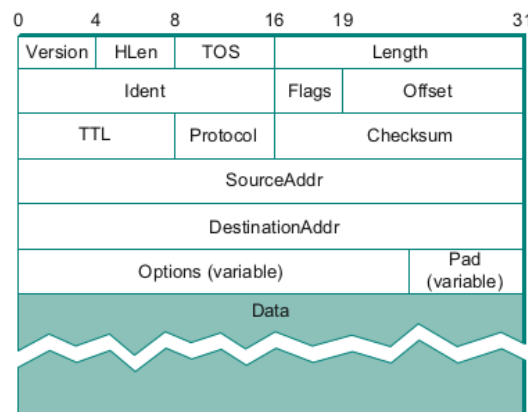 0 4 8 16 19 31
Version HLen TOS Length
Ident Flags Offset
TTL Protocol Checksum
SourceAddr
DestinationAddr
Options (variable) Pad
(variable)
Data